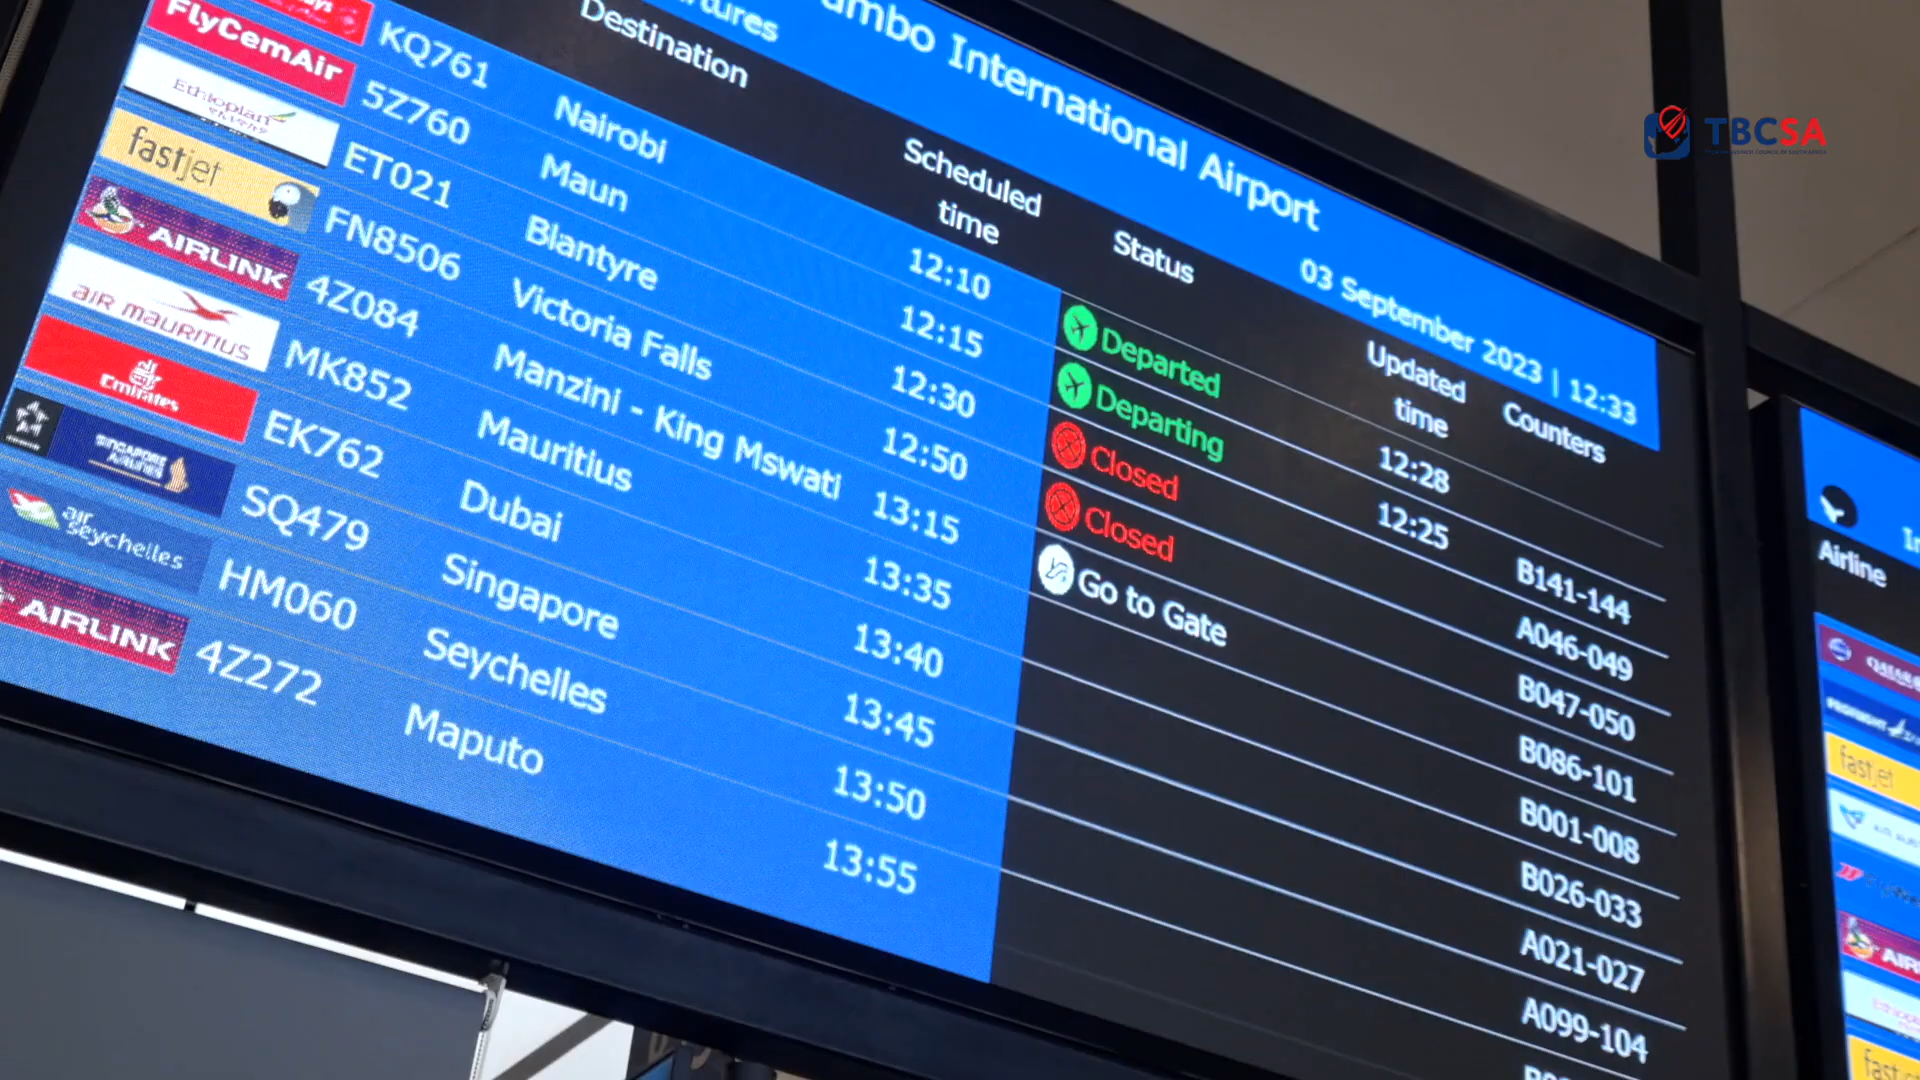 International Airport
03 September 2023 | 12:33
Destination Scheduled time Status Updated time Counters
KQ761 Nairobi 12:10 Departed 12:28
FlyCemAir 5Z760 Maun 12:15 Departing 12:25 B141-144
Ethiopian ET021 Blantyre 12:30 Closed A046-049
fastjet FN8506 Victoria Falls 12:50 Closed B047-050
AIRLINK 4Z084 Manzini - King Mswati 13:15 Go to Gate B086-101
air mauritius MK852 Mauritius 13:35 B001-008
Emirates EK762 Dubai 13:40 B026-033
SINGAPORE AIRLINES SQ479 Singapore 13:45 A021-027
air seychelles HM060 Seychelles 13:50 A099-104
AIRLINK 4Z272 Maputo 13:55
TBCSA
Airline
fastjet